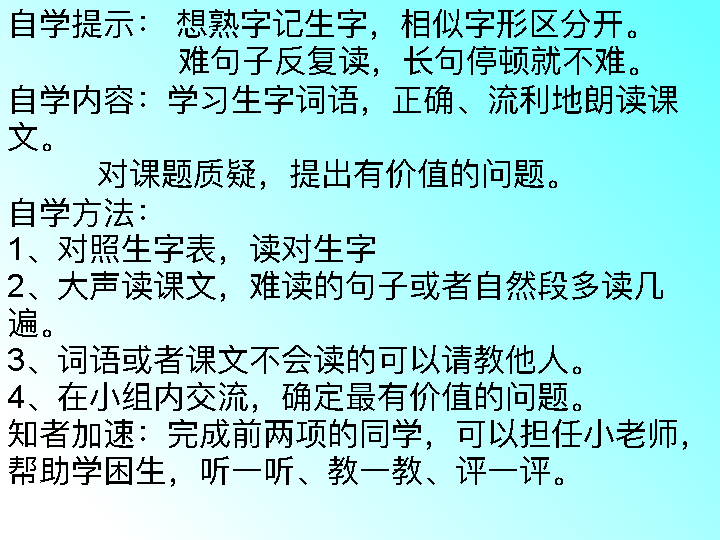 自学提示： 想熟字记生字，相似字形区分开。
难句子反复读，长句停顿就不难。
自学内容：学习生字词语，正确、流利地朗读课
文。
对课题质疑，提出有价值的问题。
自学方法：
1、对照生字表，读对生字
2、大声读课文，难读的句子或者自然段多读几
遍。
3、词语或者课文不会读的可以请教他人。
4、在小组内交流，确定最有价值的问题。
知者加速：完成前两项的同学，可以担任小老师，
帮助学困生，听一听、教一教、评一评。